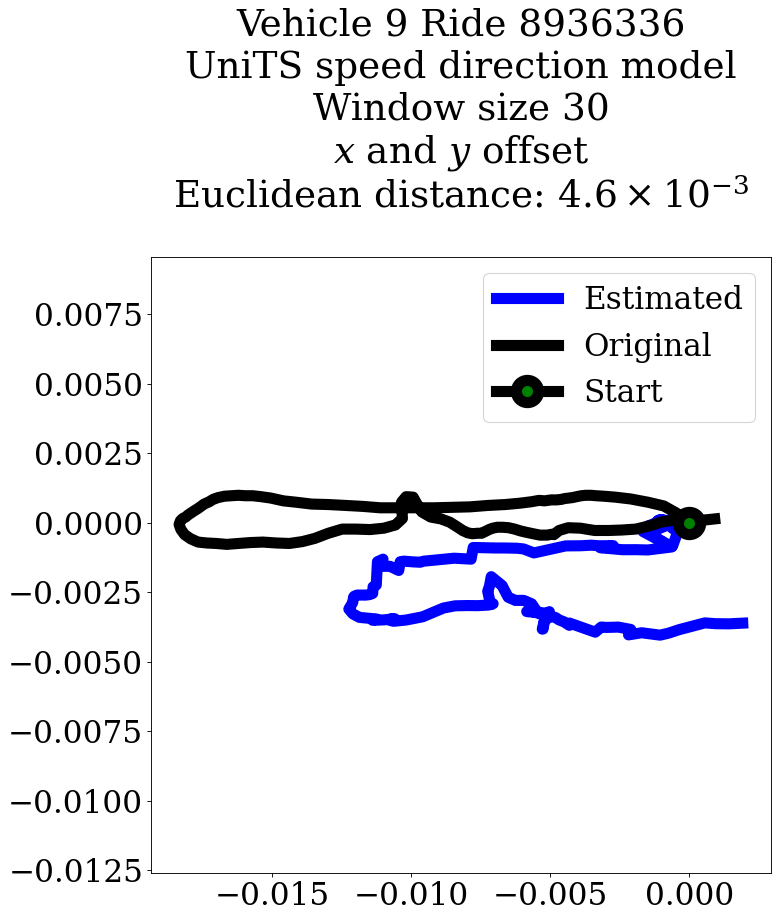 Vehicle 9 Ride 8936336
UniTS speed direction model
Window size 30
x and y offset
Euclidean distance: 4.6 × 10⁻³
Estimated
Original
Start
0.0075
0.0050
0.0025
0.0000
−0.0025
−0.0050
−0.0075
−0.0100
−0.0125
−0.015 −0.010 −0.005 0.000